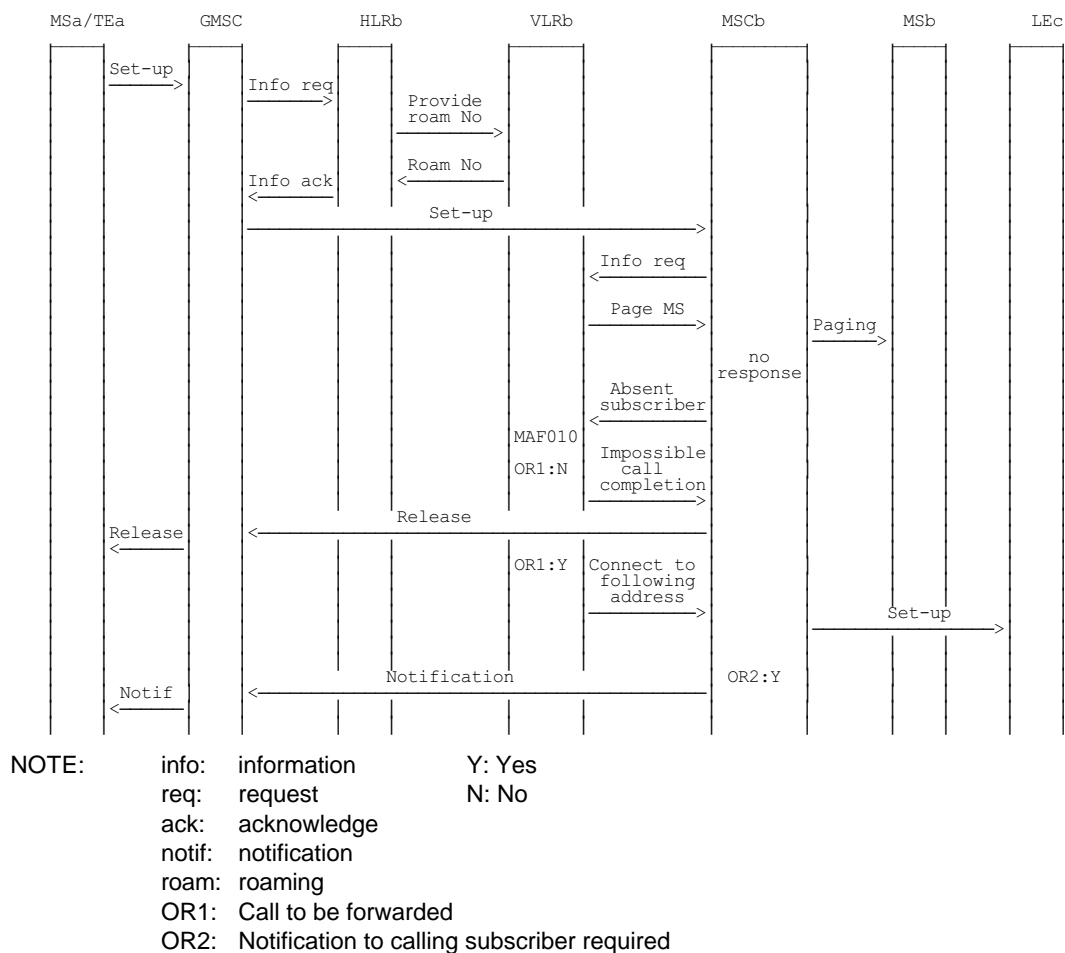 MSa/TEa GMSC HLRb VLRb MSCb MSb LEc
Set-up
Info req
Provide
roam No
Roam No
Info ack
Set-up
Info req
Page MS
Paging
no
response
Absent
subscriber
MAF010
Impossible
OR1:N call
completion
Release
Release
OR1:Y Connect to
following
address
Set-up
Notification OR2:Y
Notif
NOTE: info: information Y: Yes
req: request N: No
ack: acknowledge
notif: notification
roam: roaming
OR1: Call to be forwarded
OR2: Notification to calling subscriber required